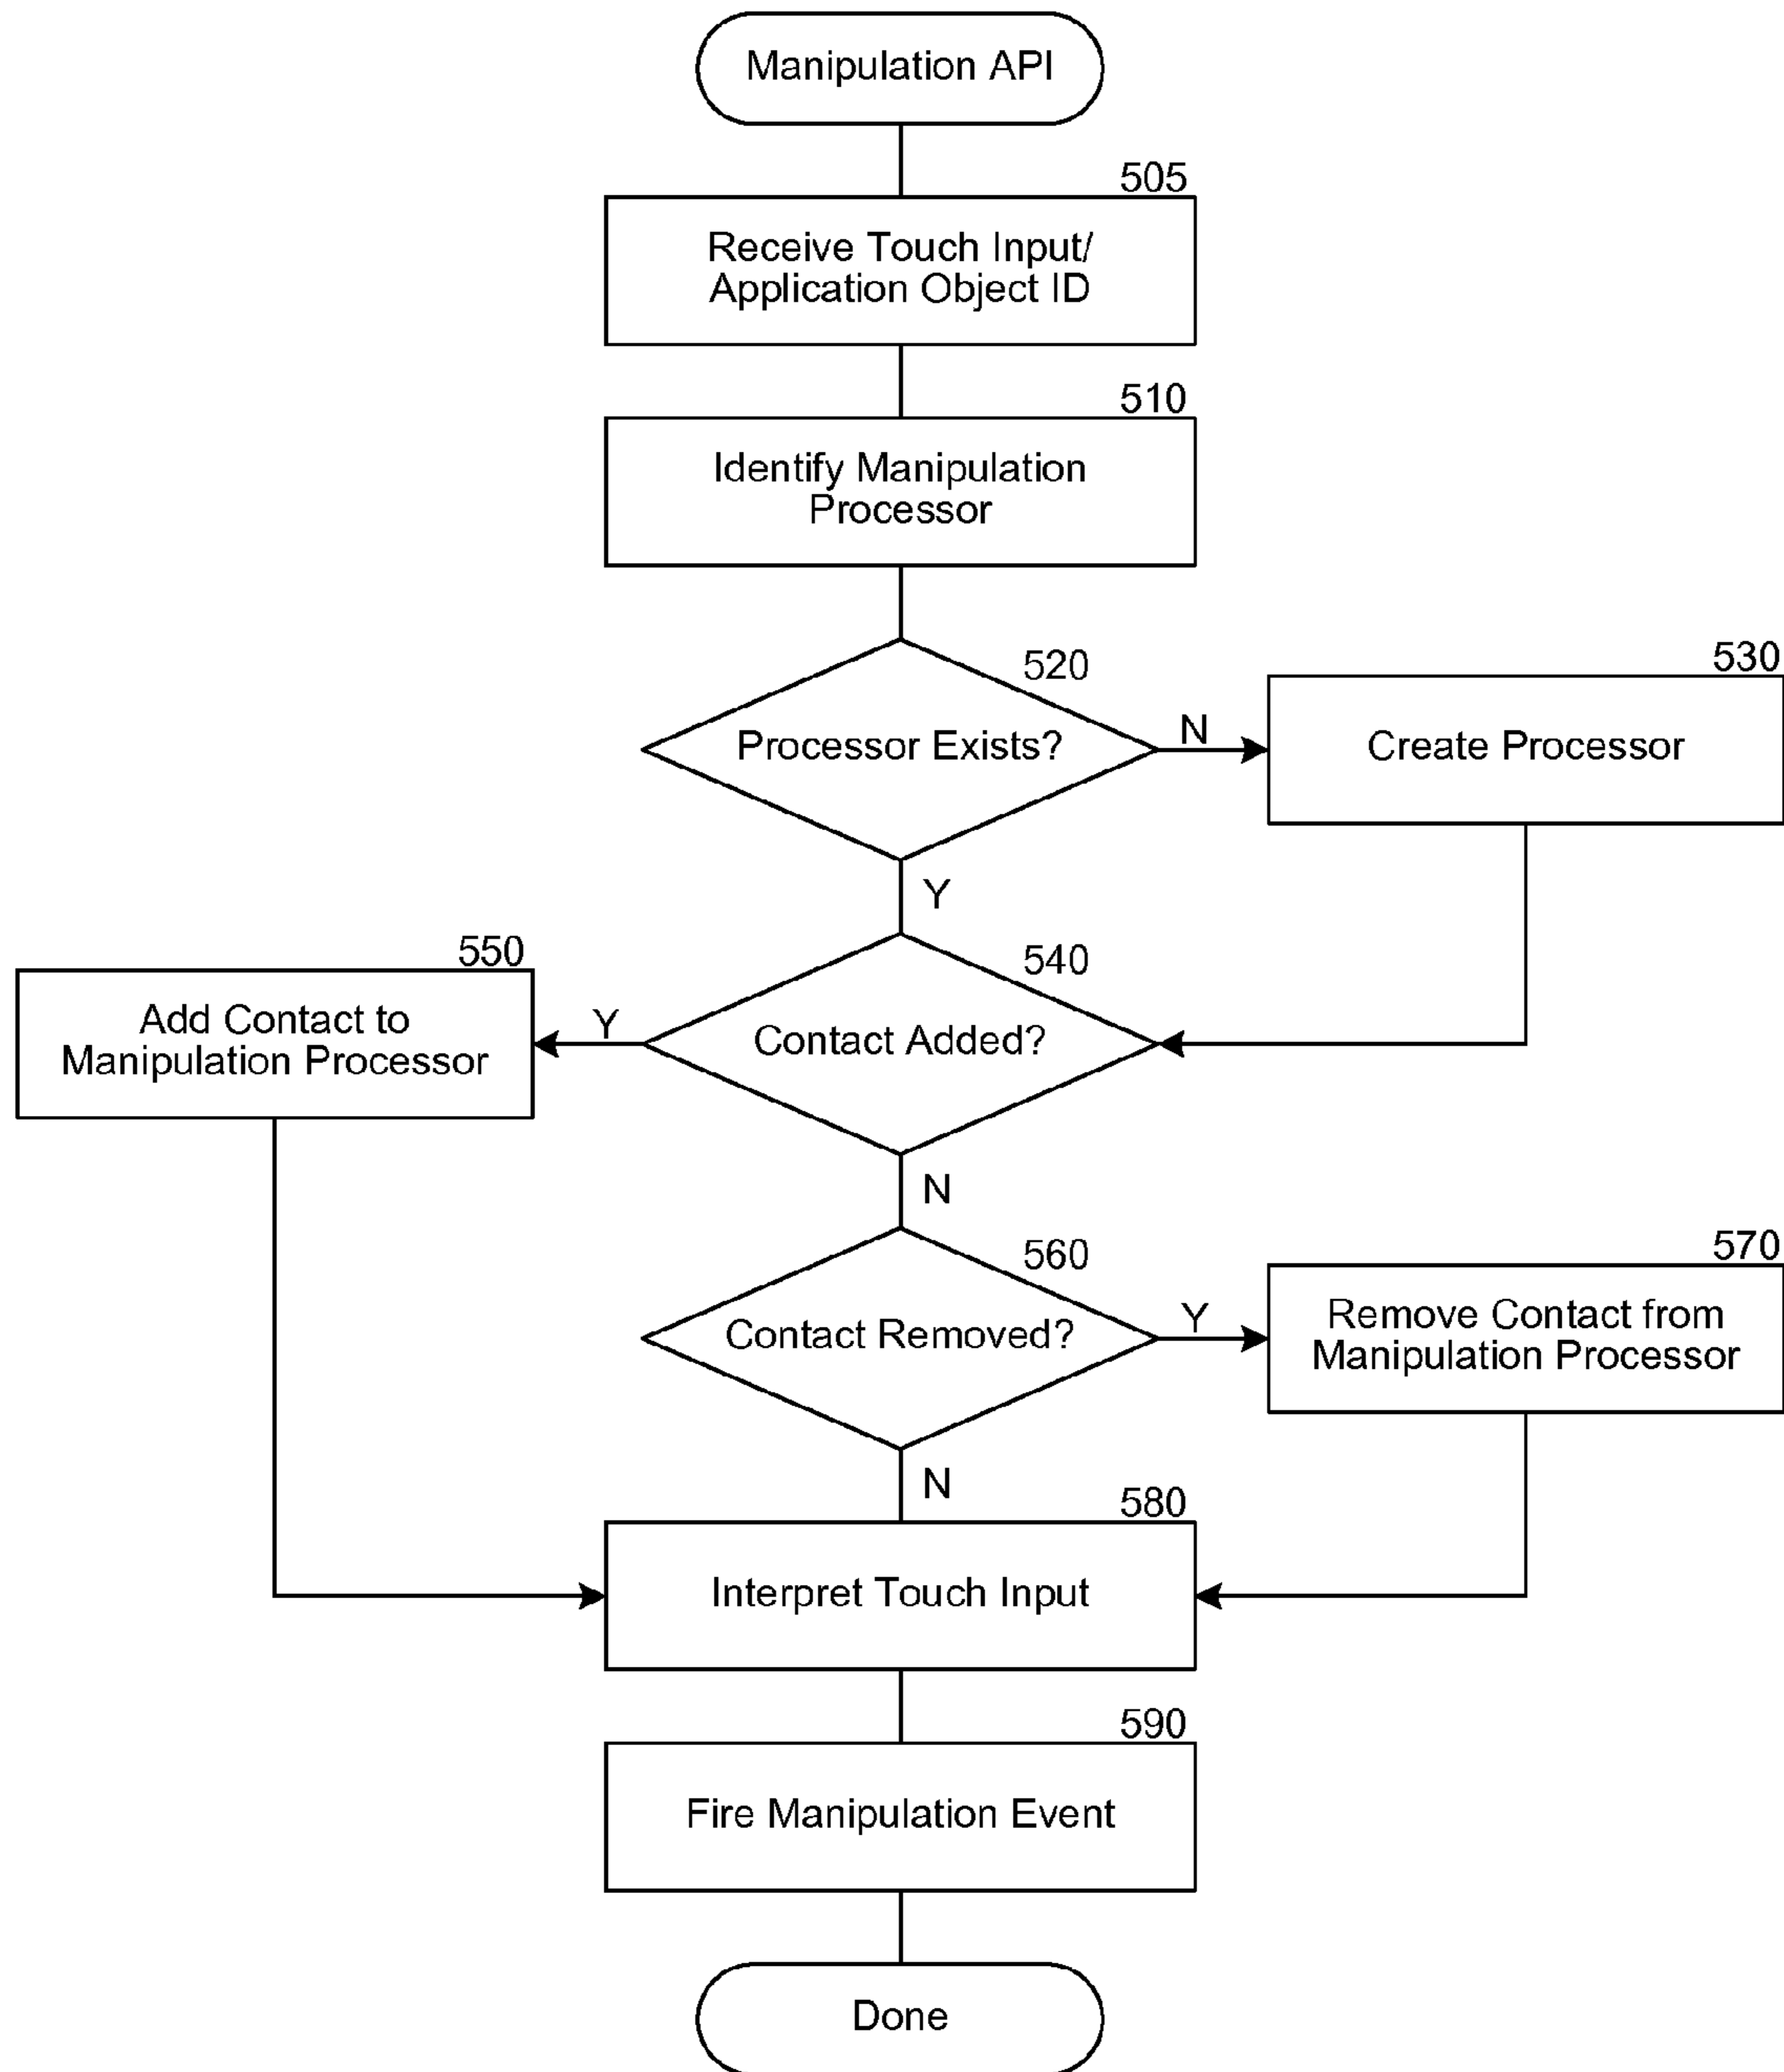 Manipulation API
505
Receive Touch Input/
Application Object ID
510
Identify Manipulation
Processor
520
Processor Exists?
N
530
Create Processor
Y
540
Contact Added?
Y
550
Add Contact to
Manipulation Processor
N
560
Contact Removed?
Y
570
Remove Contact from
Manipulation Processor
N
580
Interpret Touch Input
590
Fire Manipulation Event
Done